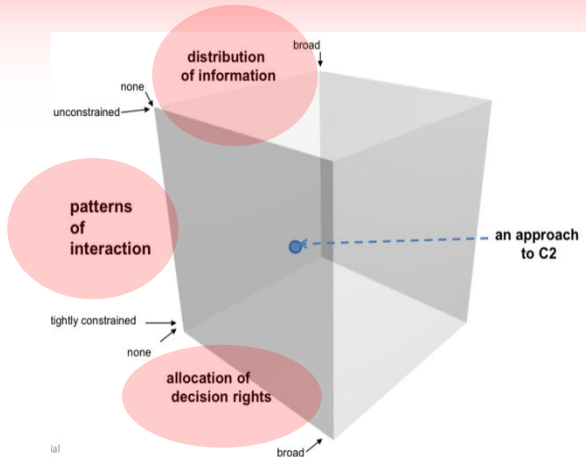 distribution
of information
broad
none
unconstrained
patterns
of
interaction
an approach
to C2
tightly constrained
none
allocation of
decision rights
broad